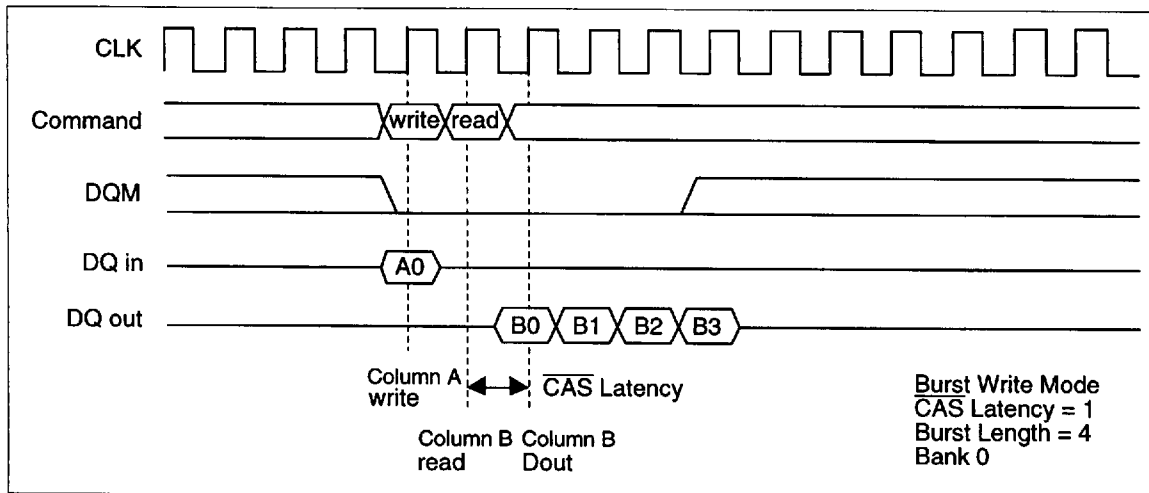 CLK
Command
write read
DQM
DQ in
A0
DQ out
B0 B1 B2 B3
Column A
write
CAS Latency
Column B
read
Column B
Dout
Burst Write Mode
CAS Latency = 1
Burst Length = 4
Bank 0